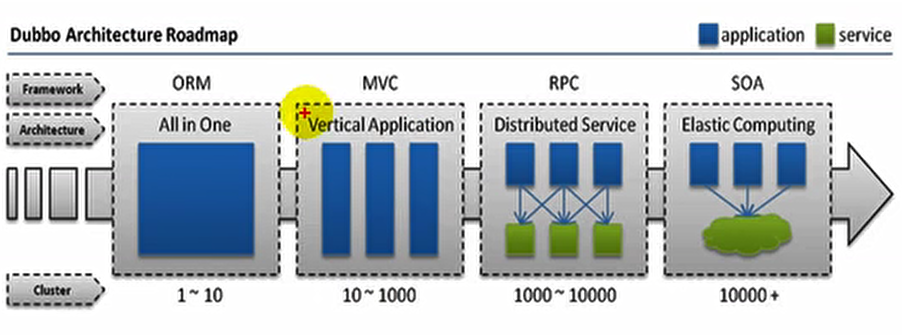 Dubbo Architecture Roadmap
application
service
Framework
ORM
MVC
RPC
SOA
Architecture
All in One
Vertical Application
Distributed Service
Elastic Computing
Cluster
1 ~ 10
10 ~ 1000
1000 ~ 10000
10000 +